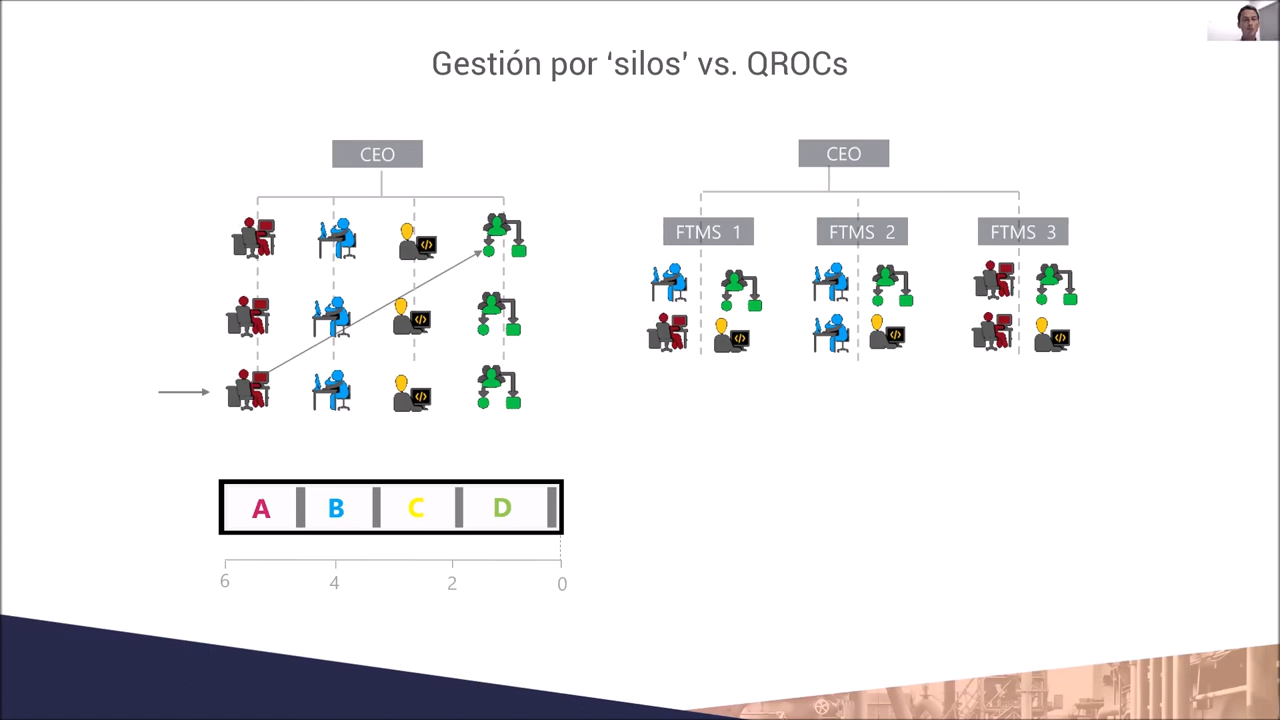 Gestión por ‘silos’ vs. QROCs
CEO
A B C D
6 4 2 0
CEO
FTMS 1 FTMS 2 FTMS 3